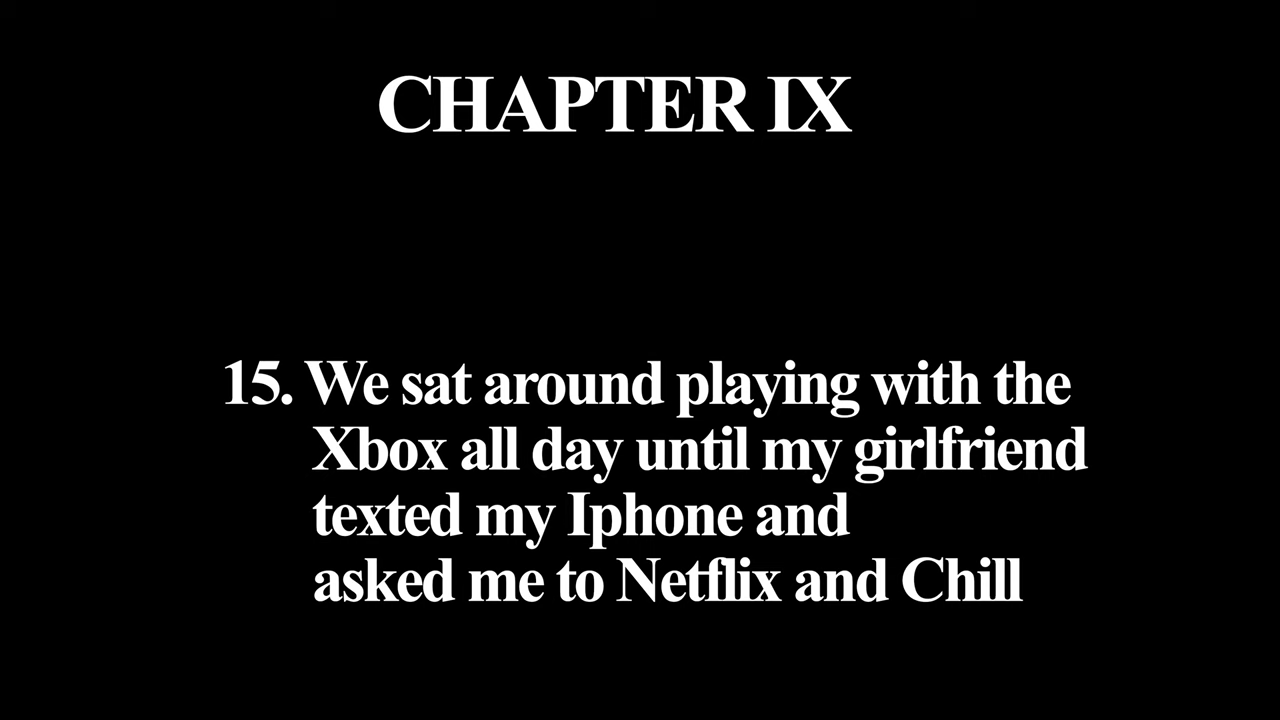 CHAPTER IX
15. We sat around playing with the
Xbox all day until my girlfriend
texted my Iphone and
asked me to Netflix and Chill